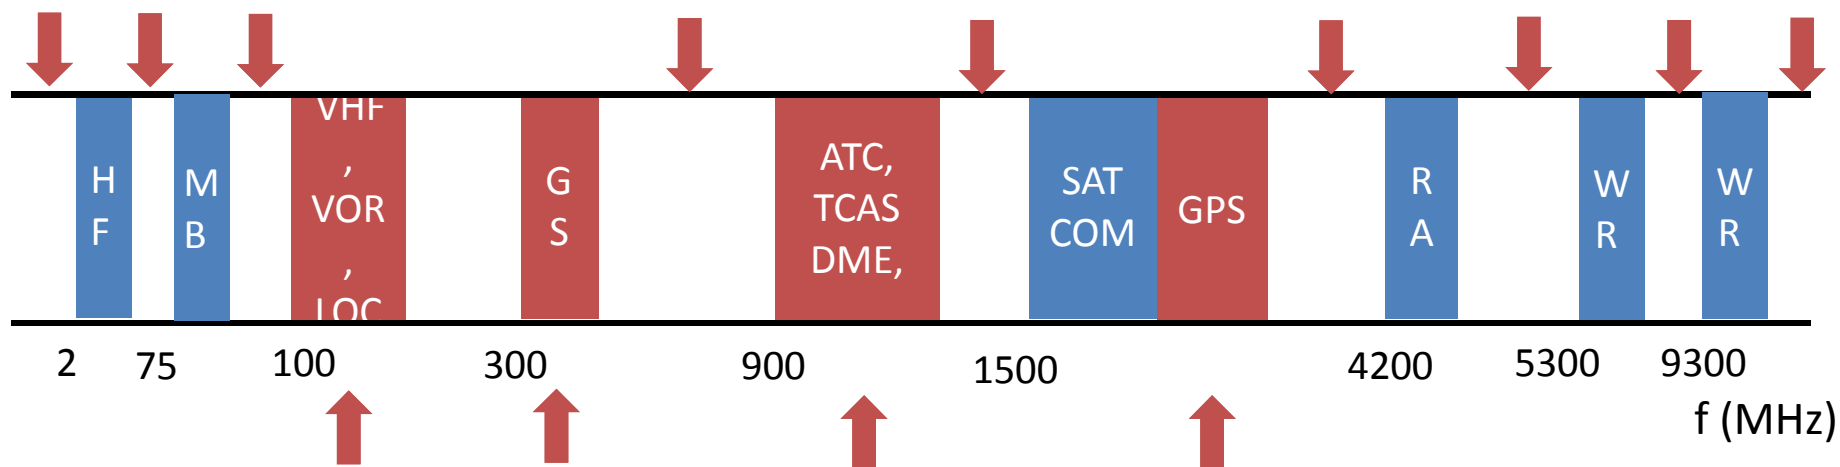 H
F
M
B
VHF
,
VOR
,
LOC
G
S
ATC,
TCAS
DME,
SAT
COM
GPS
R
A
W
R
W
R
2
75
100
300
900
1500
4200
5300
9300
f (MHz)